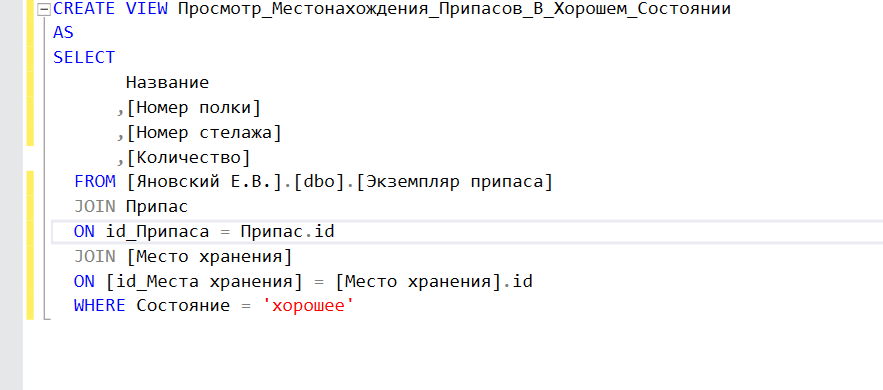 CREATE VIEW Просмотр_Местонахождения_Припасов_В_Хорошем_Состоянии
AS
SELECT
Название
,[Номер полки]
,[Номер стелажа]
,[Количество]
FROM [Яновский Е.В.].[dbo].[Экземпляр припаса]
JOIN Припас
ON id_Припаса = Припас.id
JOIN [Место хранения]
ON [id_Места хранения] = [Место хранения].id
WHERE Состояние = 'хорошее'